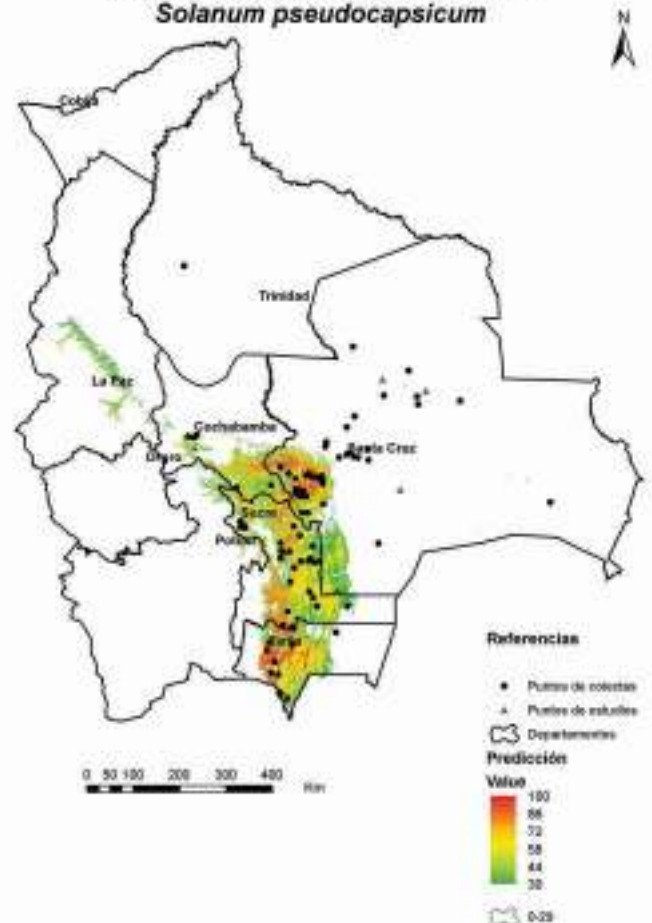 Solanum pseudocapsicum
N
Cobija
Trinidad
La Paz
Cochabamba
Oruro
Santa Cruz
Sucre
Potosí
Tarija
Referencias
Puntos de colectas
Puntos de estudios
Departamentos
Predicción
Value
100
86
72
58
44
30
0-29
0 50 100 200 300 400
Km